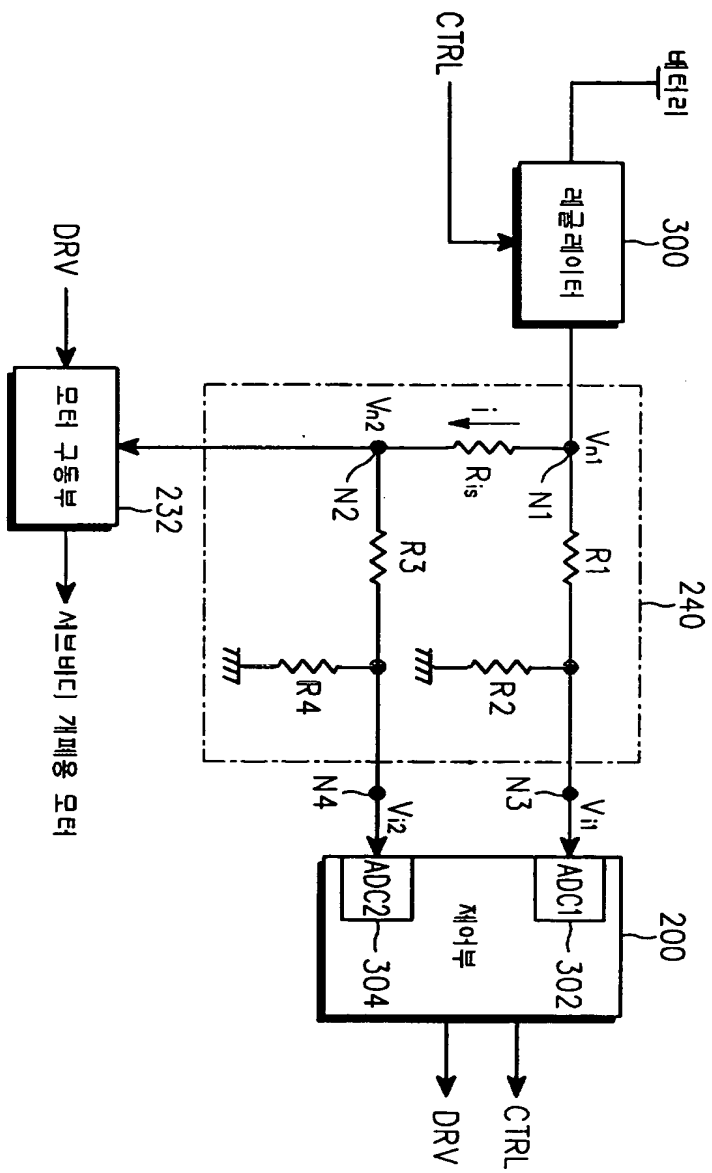 배터리
CTRL
레귤레이터
300
DRV
모터 구동부
232
서브바디 개폐용 모터
Vn1
N1
i
Ris
Vn2
N2
R1
R2
R3
R4
240
N3
Vi1
N4
Vi2
ADC1
302
ADC2
304
제어부
200
CTRL
DRV